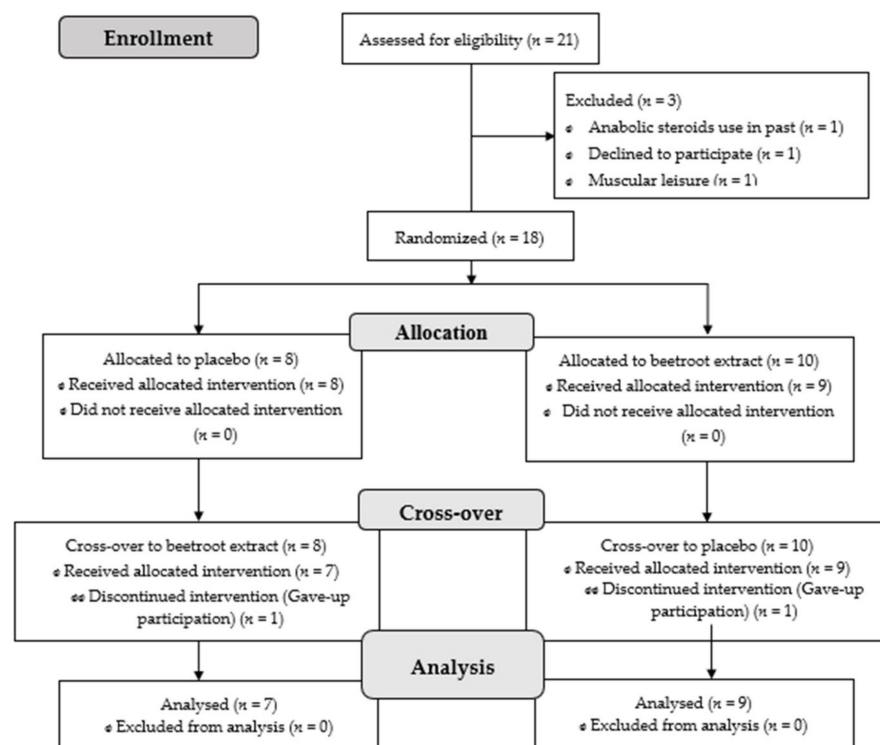 Enrollment
Assessed for eligibility (n = 21)
Excluded (n = 3)
Anabolic steroids use in past (n = 1)
Declined to participate (n = 1)
Muscular leisure (n = 1)
Randomized (n = 18)
Allocation
Allocated to placebo (n = 8)
Received allocated intervention (n = 8)
Did not receive allocated intervention
(n = 0)
Allocated to beetroot extract (n = 10)
Received allocated intervention (n = 9)
Did not receive allocated intervention
(n = 0)
Cross-over
Cross-over to beetroot extract (n = 8)
Received allocated intervention (n = 7)
Discontinued intervention (Gave-up
participation) (n = 1)
Cross-over to placebo (n = 10)
Received allocated intervention (n = 9)
Discontinued intervention (Gave-up
participation) (n = 1)
Analysis
Analysed (n = 7)
Excluded from analysis (n = 0)
Analysed (n = 9)
Excluded from analysis (n = 0)